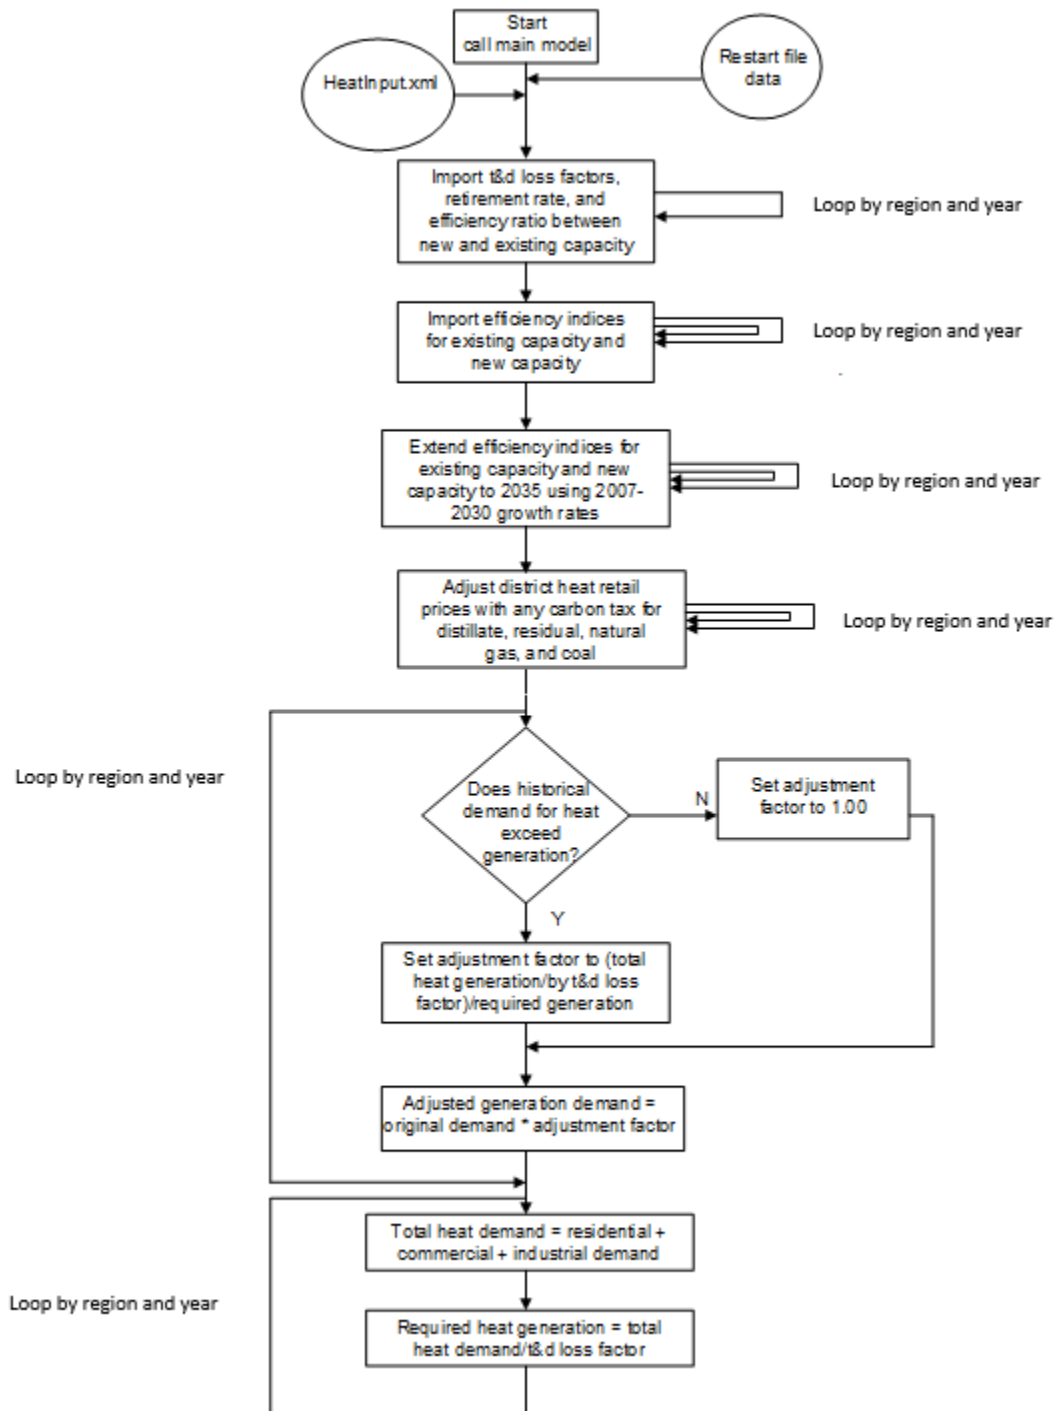 Start
call main model
HeatInput.xml
Restart file
data
Import t&d loss factors,
retirement rate, and
efficiency ratio between
new and existing capacity
Loop by region and year
Import efficiency indices
for existing capacity and
new capacity
Loop by region and year
Extend efficiency indices for
existing capacity and new
capacity to 2035 using 2007-
2030 growth rates
Loop by region and year
Adjust district heat retail
prices with any carbon tax for
distillate, residual, natural
gas, and coal
Loop by region and year
Loop by region and year
Does historical
demand for heat
exceed
generation?
N
Set adjustment
factor to 1.00
Y
Set adjustment factor to (total
heat generation/by t&d loss
factor)/required generation
Adjusted generation demand =
original demand * adjustment factor
Total heat demand = residential +
commercial + industrial demand
Loop by region and year
Required heat generation = total
heat demand/t&d loss factor